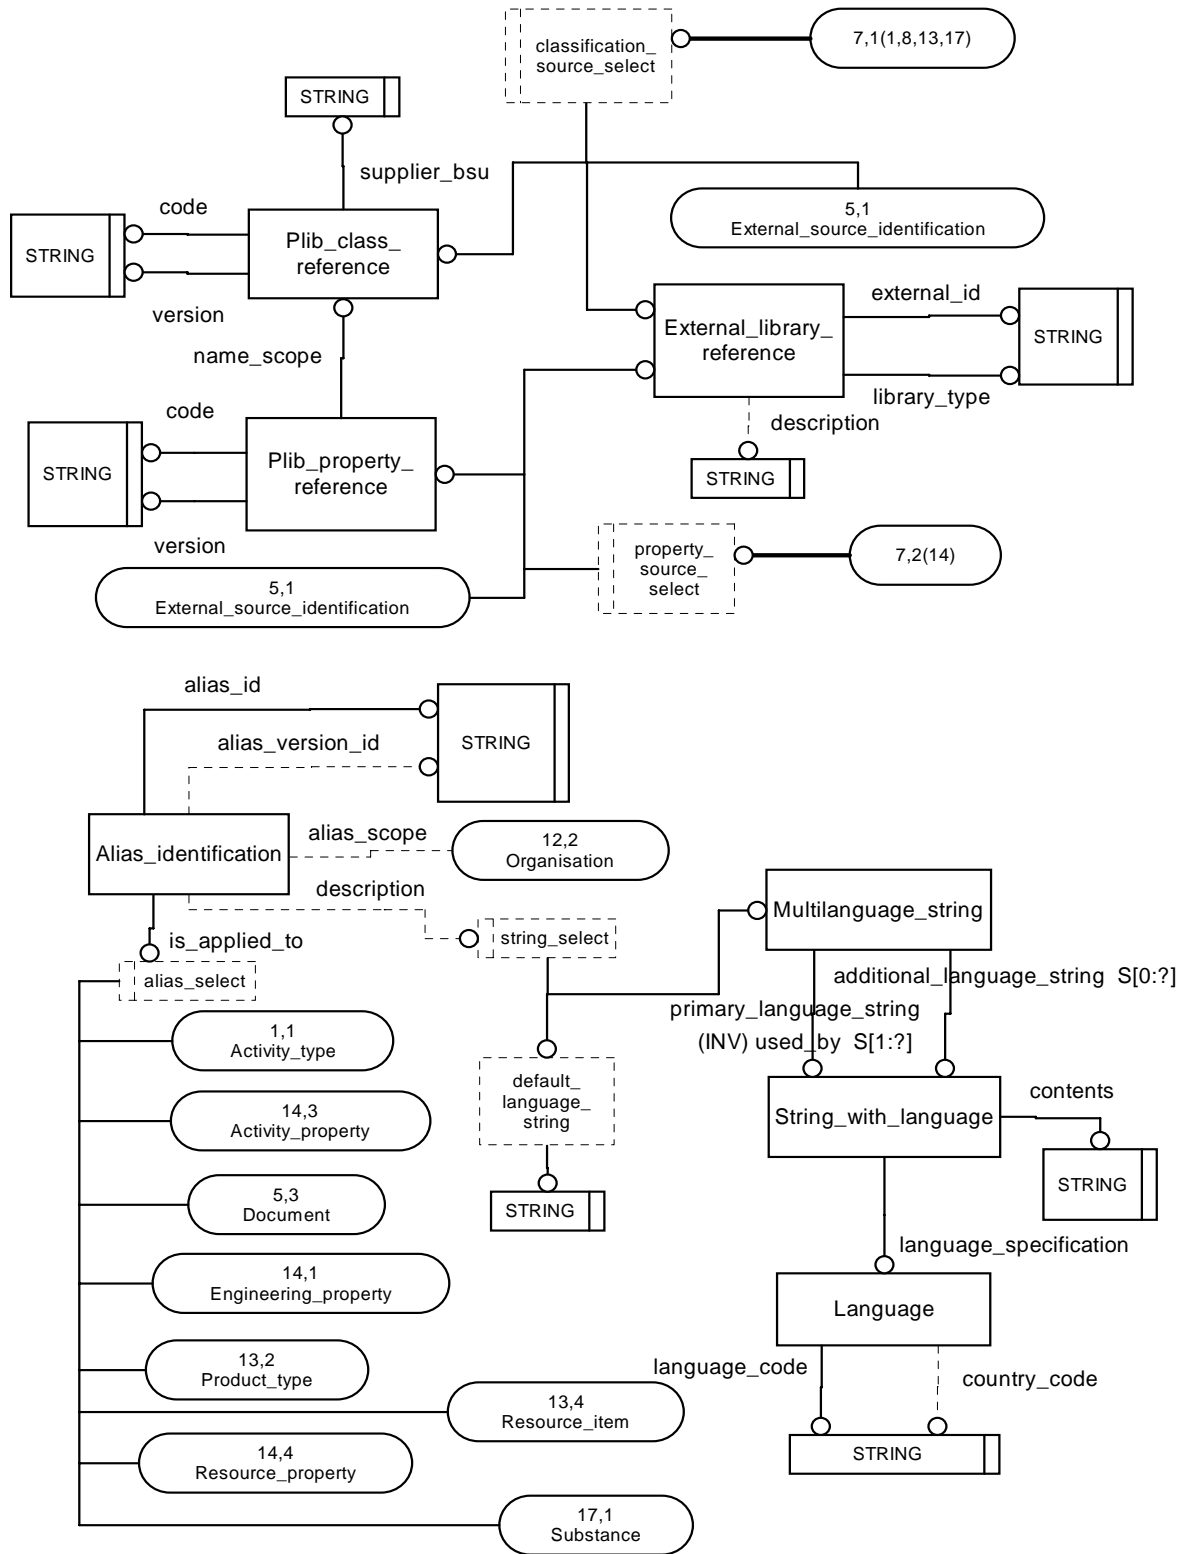 classification_
source_select
7,1(1,8,13,17)
STRING
supplier_bsu
code
STRING
Plib_class_
reference
version
5,1
External_source_identification
name_scope
External_library_
reference
external_id
STRING
library_type
description
STRING
code
STRING
Plib_property_
reference
version
property_
source_
select
7,2(14)
5,1
External_source_identification
alias_id
alias_version_id
STRING
Alias_identification
alias_scope
12,2
Organisation
description
is_applied_to
string_select
Multilanguage_string
alias_select
additional_language_string S[0:?]
primary_language_string
(INV) used_by S[1:?]
1,1
Activity_type
default_
language_
string
String_with_language
contents
STRING
14,3
Activity_property
5,3
Document
STRING
language_specification
14,1
Engineering_property
Language
13,2
Product_type
language_code
country_code
13,4
Resource_item
STRING
14,4
Resource_property
17,1
Substance